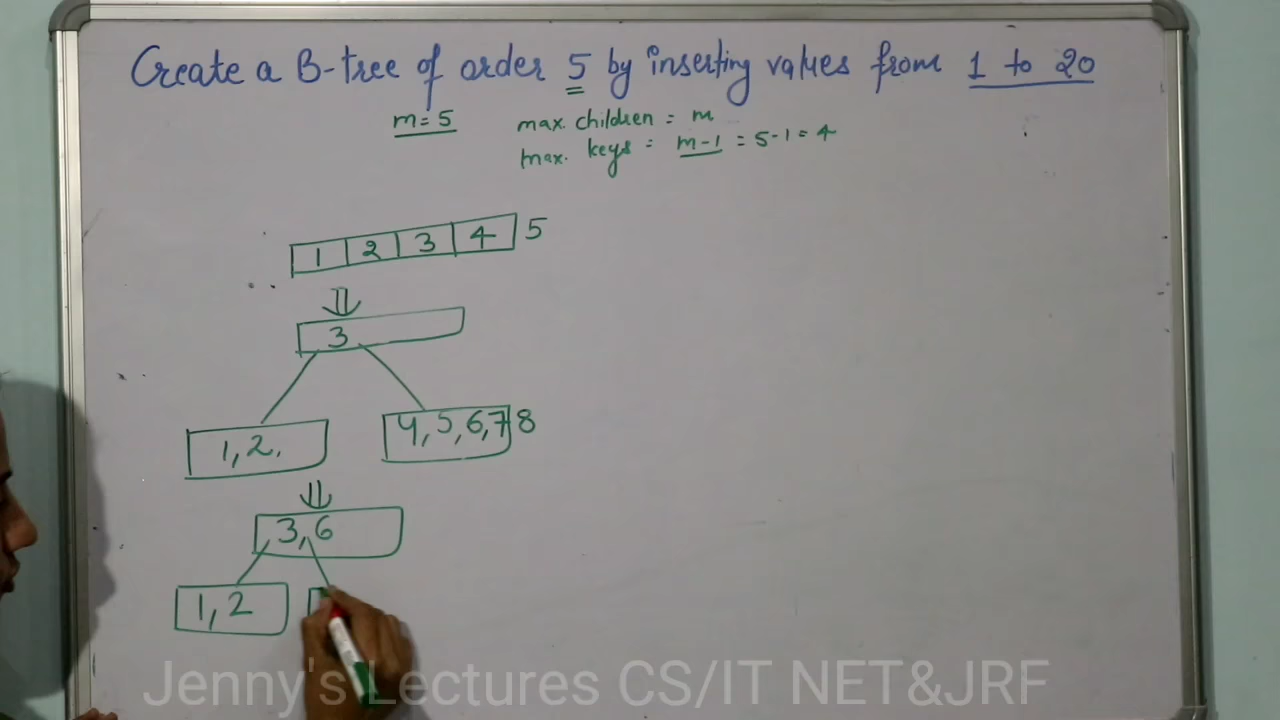 Create a B-tree of order 5 by inserting values from 1 to 20
m = 5 max. children = m
max. keys = m-1 = 5-1 = 4
1 2 3 4 5
3
1, 2, 4, 5, 6, 7 8
3, 6
1, 2
Jenny's Lectures CS/IT NET&JRF